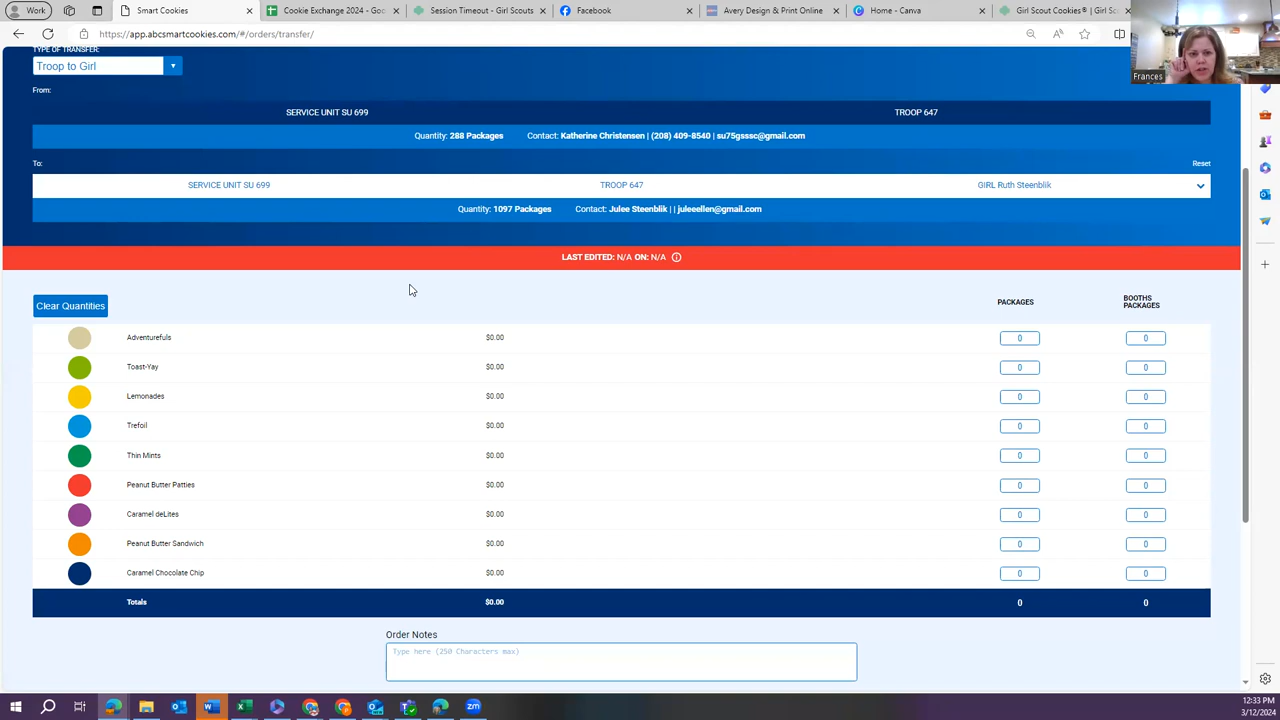 Work
Smart Cookies
Cookie Exchange 2024 - Goo
Session Timeout - Girl Scouts
Facebook
Avery Design & Print Online
Home - Canva
Girl Scout Cookies® | Girl Sc
https://app.abcsmartcookies.com/#/orders/transfer/
Frances
TYPE OF TRANSFER:
Troop to Girl
From:
SERVICE UNIT SU 699 TROOP 647
Quantity: 288 Packages Contact: Katherine Christensen | (208) 409-8540 | su75gsssc@gmail.com
To: Reset
SERVICE UNIT SU 699 TROOP 647 GIRL Ruth Steenblik
Quantity: 1097 Packages Contact: Julee Steenblik | | juleeellen@gmail.com
LAST EDITED: N/A ON: N/A
Clear Quantities PACKAGES BOOTHS
PACKAGES
Adventurefuls $0.00 0 0
Toast-Yay $0.00 0 0
Lemonades $0.00 0 0
Trefoil $0.00 0 0
Thin Mints $0.00 0 0
Peanut Butter Patties $0.00 0 0
Caramel deLites $0.00 0 0
Peanut Butter Sandwich $0.00 0 0
Caramel Chocolate Chip $0.00 0 0
Totals $0.00 0 0
Order Notes
Type here (250 Characters max)
12:33 PM
3/12/2024